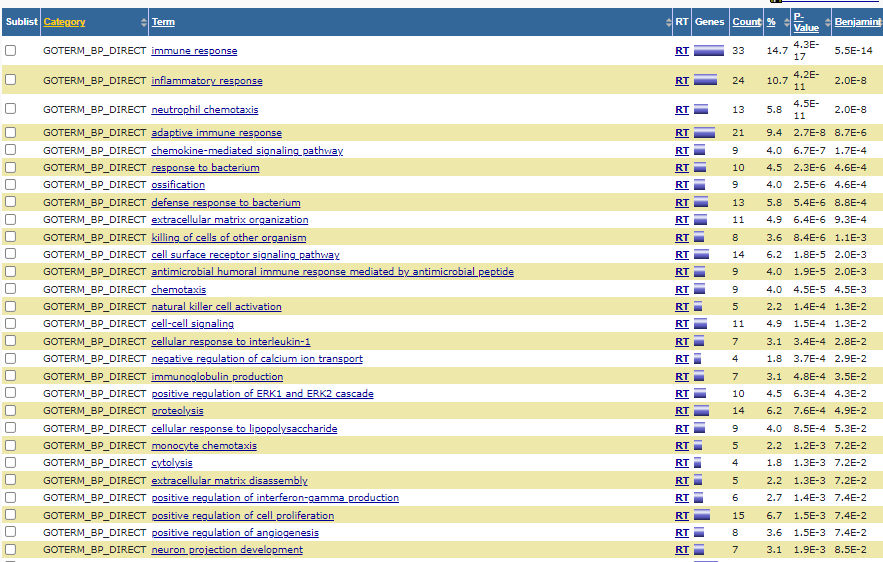 Sublist Category Term RT Genes Count % P-Value Benjamini
GOTERM_BP_DIRECT immune response RT 33 14.7 4.3E-17 5.5E-14
GOTERM_BP_DIRECT inflammatory response RT 24 10.7 4.2E-11 2.0E-8
GOTERM_BP_DIRECT neutrophil chemotaxis RT 13 5.8 4.5E-11 2.0E-8
GOTERM_BP_DIRECT adaptive immune response RT 21 9.4 2.7E-8 8.7E-6
GOTERM_BP_DIRECT chemokine-mediated signaling pathway RT 9 4.0 6.7E-7 1.7E-4
GOTERM_BP_DIRECT response to bacterium RT 10 4.5 2.3E-6 4.6E-4
GOTERM_BP_DIRECT ossification RT 9 4.0 2.5E-6 4.6E-4
GOTERM_BP_DIRECT defense response to bacterium RT 13 5.8 5.4E-6 8.8E-4
GOTERM_BP_DIRECT extracellular matrix organization RT 11 4.9 6.4E-6 9.3E-4
GOTERM_BP_DIRECT killing of cells of other organism RT 8 3.6 8.4E-6 1.1E-3
GOTERM_BP_DIRECT cell surface receptor signaling pathway RT 14 6.2 1.8E-5 2.0E-3
GOTERM_BP_DIRECT antimicrobial humoral immune response mediated by antimicrobial peptide RT 9 4.0 1.9E-5 2.0E-3
GOTERM_BP_DIRECT chemotaxis RT 9 4.0 4.5E-5 4.5E-3
GOTERM_BP_DIRECT natural killer cell activation RT 5 2.2 1.4E-4 1.3E-2
GOTERM_BP_DIRECT cell-cell signaling RT 11 4.9 1.5E-4 1.3E-2
GOTERM_BP_DIRECT cellular response to interleukin-1 RT 7 3.1 3.4E-4 2.8E-2
GOTERM_BP_DIRECT negative regulation of calcium ion transport RT 4 1.8 3.7E-4 2.9E-2
GOTERM_BP_DIRECT immunoglobulin production RT 7 3.1 4.8E-4 3.5E-2
GOTERM_BP_DIRECT positive regulation of ERK1 and ERK2 cascade RT 10 4.5 6.3E-4 4.3E-2
GOTERM_BP_DIRECT proteolysis RT 14 6.2 7.6E-4 4.9E-2
GOTERM_BP_DIRECT cellular response to lipopolysaccharide RT 9 4.0 8.5E-4 5.3E-2
GOTERM_BP_DIRECT monocyte chemotaxis RT 5 2.2 1.2E-3 7.2E-2
GOTERM_BP_DIRECT cytolysis RT 4 1.8 1.3E-3 7.2E-2
GOTERM_BP_DIRECT extracellular matrix disassembly RT 5 2.2 1.3E-3 7.2E-2
GOTERM_BP_DIRECT positive regulation of interferon-gamma production RT 6 2.7 1.4E-3 7.4E-2
GOTERM_BP_DIRECT positive regulation of cell proliferation RT 15 6.7 1.5E-3 7.4E-2
GOTERM_BP_DIRECT positive regulation of angiogenesis RT 8 3.6 1.5E-3 7.4E-2
GOTERM_BP_DIRECT neuron projection development RT 7 3.1 1.9E-3 8.5E-2